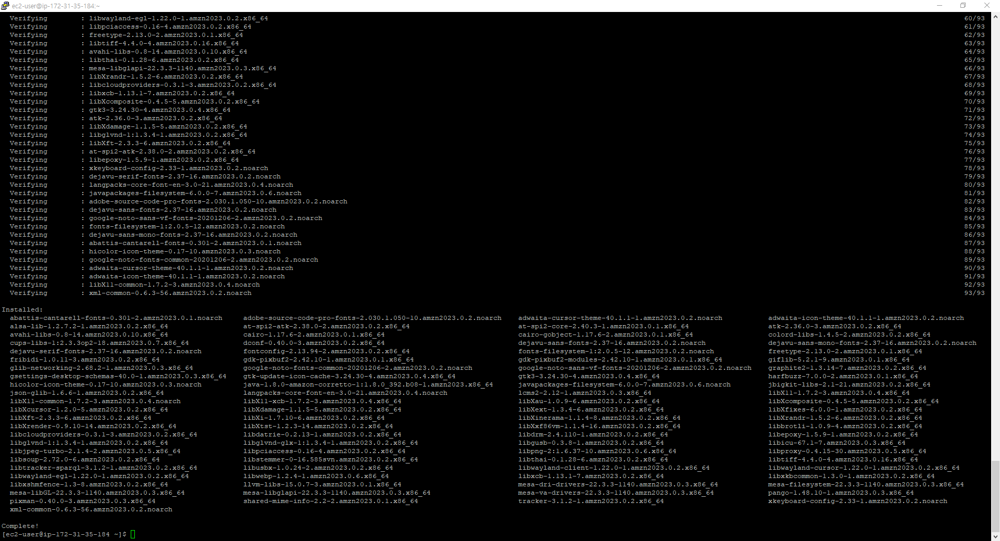 ec2-user@ip-172-31-35-184:~
Verifying : libwayland-egl-1.22.0-1.amzn2023.0.2.x86_64 60/93
Verifying : libpciaccess-0.16-4.amzn2023.0.2.x86_64 61/93
Verifying : freetype-2.13.0-2.amzn2023.0.1.x86_64 62/93
Verifying : libtiff-4.4.0-4.amzn2023.0.16.x86_64 63/93
Verifying : avahi-libs-0.8-14.amzn2023.0.10.x86_64 64/93
Verifying : libthai-0.1.28-6.amzn2023.0.2.x86_64 65/93
Verifying : mesa-libglapi-22.3.3-1140.amzn2023.0.3.x86_64 66/93
Verifying : libXrandr-1.5.2-6.amzn2023.0.2.x86_64 67/93
Verifying : libcloudproviders-0.3.1-3.amzn2023.0.2.x86_64 68/93
Verifying : libxcb-1.13.1-7.amzn2023.0.2.x86_64 69/93
Verifying : libXcomposite-0.4.5-5.amzn2023.0.2.x86_64 70/93
Verifying : gtk3-3.24.30-4.amzn2023.0.4.x86_64 71/93
Verifying : atk-2.36.0-3.amzn2023.0.2.x86_64 72/93
Verifying : libXdamage-1.1.5-5.amzn2023.0.2.x86_64 73/93
Verifying : libglvnd-1:1.3.4-1.amzn2023.0.2.x86_64 74/93
Verifying : libXft-2.3.3-6.amzn2023.0.2.x86_64 75/93
Verifying : at-spi2-atk-2.38.0-2.amzn2023.0.2.x86_64 76/93
Verifying : libepoxy-1.5.9-1.amzn2023.0.2.x86_64 77/93
Verifying : xkeyboard-config-2.33-1.amzn2023.0.2.noarch 78/93
Verifying : dejavu-serif-fonts-2.37-16.amzn2023.0.2.noarch 79/93
Verifying : langpacks-core-font-en-3.0-21.amzn2023.0.4.noarch 80/93
Verifying : javapackages-filesystem-6.0.0-7.amzn2023.0.6.noarch 81/93
Verifying : adobe-source-code-pro-fonts-2.030.1.050-10.amzn2023.0.2.noarch 82/93
Verifying : dejavu-sans-fonts-2.37-16.amzn2023.0.2.noarch 83/93
Verifying : google-noto-sans-vf-fonts-20201206-2.amzn2023.0.2.noarch 84/93
Verifying : fonts-filesystem-1:2.0.5-12.amzn2023.0.2.noarch 85/93
Verifying : dejavu-sans-mono-fonts-2.37-16.amzn2023.0.2.noarch 86/93
Verifying : abattis-cantarell-fonts-0.301-2.amzn2023.0.1.noarch 87/93
Verifying : hicolor-icon-theme-0.17-10.amzn2023.0.3.noarch 88/93
Verifying : google-noto-fonts-common-20201206-2.amzn2023.0.2.noarch 89/93
Verifying : adwaita-cursor-theme-40.1.1-1.amzn2023.0.2.noarch 90/93
Verifying : adwaita-icon-theme-40.1.1-1.amzn2023.0.2.noarch 91/93
Verifying : libX11-common-1.7.2-3.amzn2023.0.4.noarch 92/93
Verifying : xml-common-0.6.3-56.amzn2023.0.2.noarch 93/93
Installed:
abattis-cantarell-fonts-0.301-2.amzn2023.0.1.noarch adobe-source-code-pro-fonts-2.030.1.050-10.amzn2023.0.2.noarch adwaita-cursor-theme-40.1.1-1.amzn2023.0.2.noarch adwaita-icon-theme-40.1.1-1.amzn2023.0.2.noarch
alsa-lib-1.2.7.2-1.amzn2023.0.2.x86_64 at-spi2-atk-2.38.0-2.amzn2023.0.2.x86_64 at-spi2-core-2.40.3-1.amzn2023.0.1.x86_64 atk-2.36.0-3.amzn2023.0.2.x86_64
avahi-libs-0.8-14.amzn2023.0.10.x86_64 cairo-1.17.6-2.amzn2023.0.1.x86_64 cairo-gobject-1.17.6-2.amzn2023.0.1.x86_64 colord-libs-1.4.5-2.amzn2023.0.2.x86_64
cups-libs-1:2.3.3op2-18.amzn2023.0.7.x86_64 dconf-0.40.0-3.amzn2023.0.2.x86_64 dejavu-sans-fonts-2.37-16.amzn2023.0.2.noarch dejavu-sans-mono-fonts-2.37-16.amzn2023.0.2.noarch
dejavu-serif-fonts-2.37-16.amzn2023.0.2.noarch fontconfig-2.13.94-2.amzn2023.0.2.x86_64 fonts-filesystem-1:2.0.5-12.amzn2023.0.2.noarch freetype-2.13.0-2.amzn2023.0.1.x86_64
fribidi-1.0.11-3.amzn2023.0.2.x86_64 gdk-pixbuf2-2.42.10-1.amzn2023.0.1.x86_64 gdk-pixbuf2-modules-2.42.10-1.amzn2023.0.1.x86_64 giflib-5.2.1-9.amzn2023.0.1.x86_64
glib-networking-2.68.2-1.amzn2023.0.3.x86_64 google-noto-fonts-common-20201206-2.amzn2023.0.2.noarch google-noto-sans-vf-fonts-20201206-2.amzn2023.0.2.noarch graphite2-1.3.14-7.amzn2023.0.2.x86_64
gsettings-desktop-schemas-40.0-1.amzn2023.0.3.x86_64 gtk-update-icon-cache-3.24.30-4.amzn2023.0.4.x86_64 gtk3-3.24.30-4.amzn2023.0.4.x86_64 harfbuzz-7.0.0-2.amzn2023.0.1.x86_64
hicolor-icon-theme-0.17-10.amzn2023.0.3.noarch java-1.8.0-amazon-corretto-1:1.8.0_392.b08-1.amzn2023.x86_64 javapackages-filesystem-6.0.0-7.amzn2023.0.6.noarch jbigkit-libs-2.1-21.amzn2023.0.2.x86_64
json-glib-1.6.6-1.amzn2023.0.2.x86_64 langpacks-core-font-en-3.0-21.amzn2023.0.4.noarch lcms2-2.12-1.amzn2023.0.3.x86_64 libX11-1.7.2-3.amzn2023.0.4.x86_64
libX11-common-1.7.2-3.amzn2023.0.4.noarch libX11-xcb-1.7.2-3.amzn2023.0.4.x86_64 libXau-1.0.9-6.amzn2023.0.2.x86_64 libXcomposite-0.4.5-5.amzn2023.0.2.x86_64
libXcursor-1.2.0-5.amzn2023.0.2.x86_64 libXdamage-1.1.5-5.amzn2023.0.2.x86_64 libXext-1.3.4-6.amzn2023.0.2.x86_64 libXfixes-6.0.0-1.amzn2023.0.2.x86_64
libXft-2.3.3-6.amzn2023.0.2.x86_64 libXi-1.7.10-6.amzn2023.0.2.x86_64 libXinerama-1.1.4-8.amzn2023.0.2.x86_64 libXrandr-1.5.2-6.amzn2023.0.2.x86_64
libXrender-0.9.10-14.amzn2023.0.2.x86_64 libXtst-1.2.3-14.amzn2023.0.2.x86_64 libXxf86vm-1.1.4-16.amzn2023.0.2.x86_64 libbrotli-1.0.9-4.amzn2023.0.2.x86_64
libcloudproviders-0.3.1-3.amzn2023.0.2.x86_64 libdatrie-0.2.13-1.amzn2023.0.2.x86_64 libdrm-2.4.110-1.amzn2023.0.2.x86_64 libepoxy-1.5.9-1.amzn2023.0.2.x86_64
libglvnd-1:1.3.4-1.amzn2023.0.2.x86_64 libglvnd-glx-1:1.3.4-1.amzn2023.0.2.x86_64 libgusb-0.3.8-1.amzn2023.0.2.x86_64 libicu-67.1-7.amzn2023.0.3.x86_64
libjpeg-turbo-2.1.4-2.amzn2023.0.5.x86_64 libpciaccess-0.16-4.amzn2023.0.2.x86_64 libpng-2:1.6.37-10.amzn2023.0.6.x86_64 libproxy-0.4.15-30.amzn2023.0.5.x86_64
libsoup-2.72.0-6.amzn2023.0.2.x86_64 libstemmer-0-16.585svn.amzn2023.0.2.x86_64 libthai-0.1.28-6.amzn2023.0.2.x86_64 libtiff-4.4.0-4.amzn2023.0.16.x86_64
libtracker-sparql-3.1.2-1.amzn2023.0.2.x86_64 libusbx-1.0.24-2.amzn2023.0.2.x86_64 libwayland-client-1.22.0-1.amzn2023.0.2.x86_64 libwayland-cursor-1.22.0-1.amzn2023.0.2.x86_64
libwayland-egl-1.22.0-1.amzn2023.0.2.x86_64 libwebp-1.2.4-1.amzn2023.0.6.x86_64 libxcb-1.13.1-7.amzn2023.0.2.x86_64 libxkbcommon-1.3.0-1.amzn2023.0.2.x86_64
libxshmfence-1.3-8.amzn2023.0.2.x86_64 llvm-libs-15.0.7-3.amzn2023.0.1.x86_64 mesa-dri-drivers-22.3.3-1140.amzn2023.0.3.x86_64 mesa-filesystem-22.3.3-1140.amzn2023.0.3.x86_64
mesa-libGL-22.3.3-1140.amzn2023.0.3.x86_64 mesa-libglapi-22.3.3-1140.amzn2023.0.3.x86_64 mesa-va-drivers-22.3.3-1140.amzn2023.0.3.x86_64 pango-1.48.10-1.amzn2023.0.3.x86_64
pixman-0.40.0-3.amzn2023.0.3.x86_64 shared-mime-info-2.2-2.amzn2023.0.1.x86_64 tracker-3.1.2-1.amzn2023.0.2.x86_64 xkeyboard-config-2.33-1.amzn2023.0.2.noarch
xml-common-0.6.3-56.amzn2023.0.2.noarch
Complete!
[ec2-user@ip-172-31-35-184 ~]$